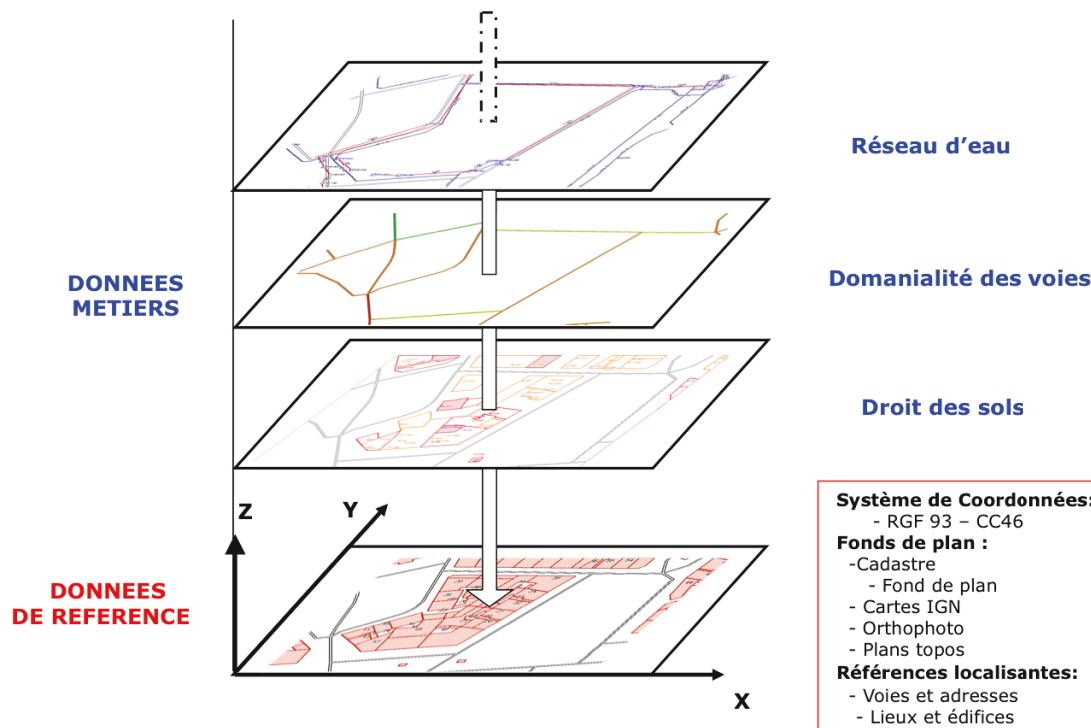 Réseau d’eau
DONNEES
METIERS
Domanialité des voies
Droit des sols
Z
Y
X
DONNEES
DE REFERENCE
Système de Coordonnées:
- RGF 93 – CC46
Fonds de plan :
-Cadastre
- Fond de plan
- Cartes IGN
- Orthophoto
- Plans topos
Références localisantes:
- Voies et adresses
- Lieux et édifices